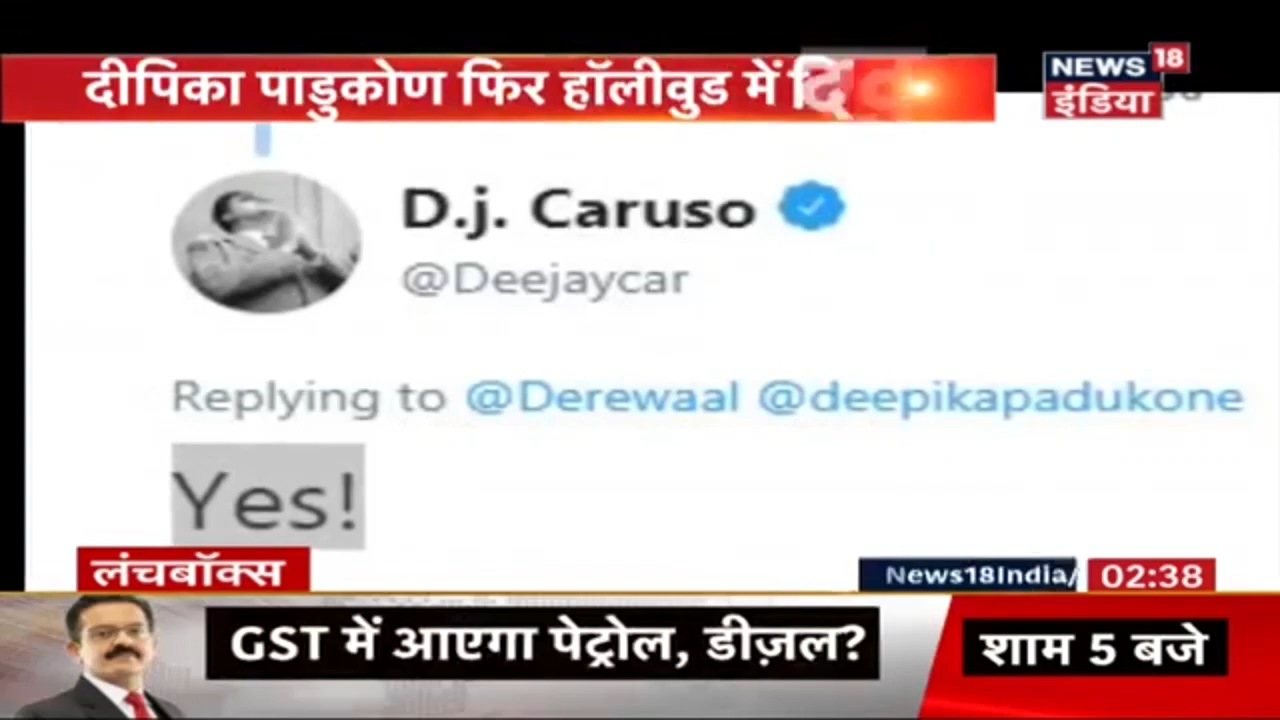 दीपिका पाडुकोण फिर हॉलीवुड में
NEWS 18
इंडिया
D.j. Caruso
@Deejaycar
Replying to @Derewaal @deepikapadukone
Yes!
लंचबॉक्स
News18India/
02:38
GST में आएगा पेट्रोल, डीज़ल?
शाम 5 बजे